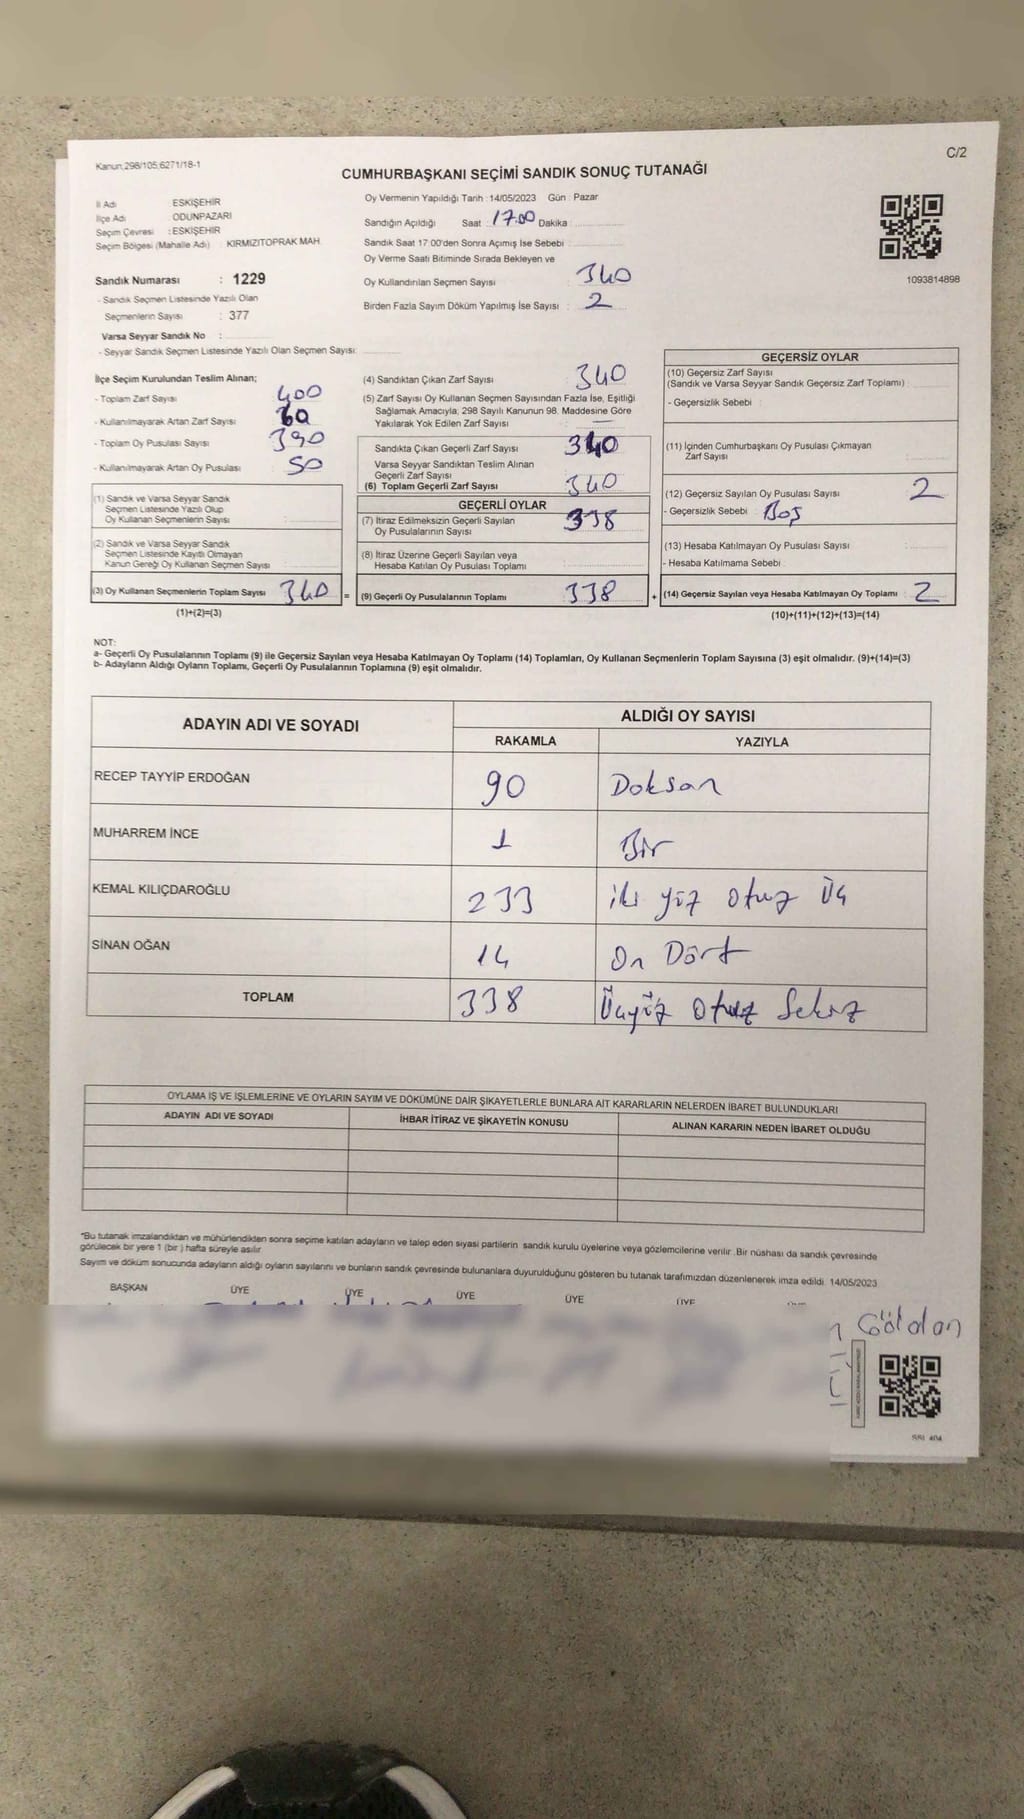 Kanun;298/105;6271/18-1
C/2
CUMHURBAŞKANI SEÇİMİ SANDIK SONUÇ TUTANAĞI
İl Adı ESKİŞEHİR
İlçe Adı ODUNPAZARI
Seçim Çevresi : ESKİŞEHİR
Seçim Bölgesi (Mahalle Adı) : KIRMIZITOPRAK MAH.
Sandık Numarası : 1229
- Sandık Seçmen Listesinde Yazılı Olan
Seçmenlerin Sayısı : 377
Varsa Seyyar Sandık No :
- Seyyar Sandık Seçmen Listesinde Yazılı Olan Seçmen Sayısı:
Oy Vermenin Yapıldığı Tarih : 14/05/2023 Gün : Pazar
Sandığın Açıldığı Saat : 17.00 Dakika :
Sandık Saat 17:00'den Sonra Açımış İse Sebebi :
Oy Verme Saati Bitiminde Sırada Bekleyen ve
Oy Kullandırılan Seçmen Sayısı : 340
Birden Fazla Sayım Döküm Yapılmış İse Sayısı : 2
1093814898
İlçe Seçim Kurulundan Teslim Alınan;
- Toplam Zarf Sayısı : 400
- Kullanılmayarak Artan Zarf Sayısı : 60
- Toplam Oy Pusulası Sayısı : 390
- Kullanılmayarak Artan Oy Pusulası : 50
(1) Sandık ve Varsa Seyyar Sandık
Seçmen Listesinde Yazılı Olup
Oy Kullanan Seçmenlerin Sayısı :
(2) Sandık ve Varsa Seyyar Sandık
Seçmen Listesinde Kayıtlı Olmayan
Kanun Gereği Oy Kullanan Seçmen Sayısı :
(3) Oy Kullanan Seçmenlerin Toplam Sayısı : 340 =
(1)+(2)=(3)
(4) Sandıktan Çıkan Zarf Sayısı : 340
(5) Zarf Sayısı Oy Kullanan Seçmen Sayısından Fazla İse, Eşitliği
Sağlamak Amacıyla, 298 Sayılı Kanunun 98. Maddesine Göre
Yakılarak Yok Edilen Zarf Sayısı : —
Sandıkta Çıkan Geçerli Zarf Sayısı : 340
Varsa Seyyar Sandıktan Teslim Alınan
Geçerli Zarf Sayısı :
(6) Toplam Geçerli Zarf Sayısı : 340
GEÇERLİ OYLAR
(7) İtiraz Edilmeksizin Geçerli Sayılan
Oy Pusulalarının Sayısı : 338
(8) İtiraz Üzerine Geçerli Sayılan veya
Hesaba Katılan Oy Pusulası Toplamı :
(9) Geçerli Oy Pusulalarının Toplamı : 338 +
GEÇERSİZ OYLAR
(10) Geçersiz Zarf Sayısı
(Sandık ve Varsa Seyyar Sandık Geçersiz Zarf Toplamı) :
- Geçersizlik Sebebi :
(11) İçinden Cumhurbaşkanı Oy Pusulası Çıkmayan
Zarf Sayısı :
(12) Geçersiz Sayılan Oy Pusulası Sayısı : 2
- Geçersizlik Sebebi : Boş
(13) Hesaba Katılmayan Oy Pusulası Sayısı :
- Hesaba Katılmama Sebebi :
(14) Geçersiz Sayılan veya Hesaba Katılmayan Oy Toplamı : 2
(10)+(11)+(12)+(13)=(14)
NOT:
a- Geçerli Oy Pusulalarının Toplamı (9) ile Geçersiz Sayılan veya Hesaba Katılmayan Oy Toplamı (14) Toplamları, Oy Kullanan Seçmenlerin Toplam Sayısına (3) eşit olmalıdır. (9)+(14)=(3)
b- Adayların Aldığı Oyların Toplamı, Geçerli Oy Pusulalarının Toplamına (9) eşit olmalıdır.
ADAYIN ADI VE SOYADI
ALDIĞI OY SAYISI
RAKAMLA YAZIYLA
RECEP TAYYİP ERDOĞAN 90 Doksan
MUHARREM İNCE 1 Bir
KEMAL KILIÇDAROĞLU 233 iki yüz otuz Üç
SİNAN OĞAN 14 On Dört
TOPLAM 338 Üçyüz otuz Sekiz
OYLAMA İŞ VE İŞLEMLERİNE VE OYLARIN SAYIM VE DÖKÜMÜNE DAİR ŞİKAYETLERLE BUNLARA AİT KARARLARIN NELERDEN İBARET BULUNDUKLARI
ADAYIN ADI VE SOYADI İHBAR İTİRAZ VE ŞİKAYETİN KONUSU ALINAN KARARIN NEDEN İBARET OLDUĞU
*Bu tutanak imzalandıktan ve mühürlendikten sonra seçime katılan adayların ve talep eden siyasi partilerin sandık kurulu üyelerine veya gözlemcilerine verilir. Bir nüshası da sandık çevresinde
görülecek bir yere 1 (bir ) hafta süreyle asılır.
Sayım ve döküm sonucunda adayların aldığı oyların sayılarını ve bunların sandık çevresinde bulunanlara duyurulduğunu gösteren bu tutanak tarafımızdan düzenlenerek imza edildi. 14/05/2023
BAŞKAN ÜYE ÜYE ÜYE ÜYE ÜYE